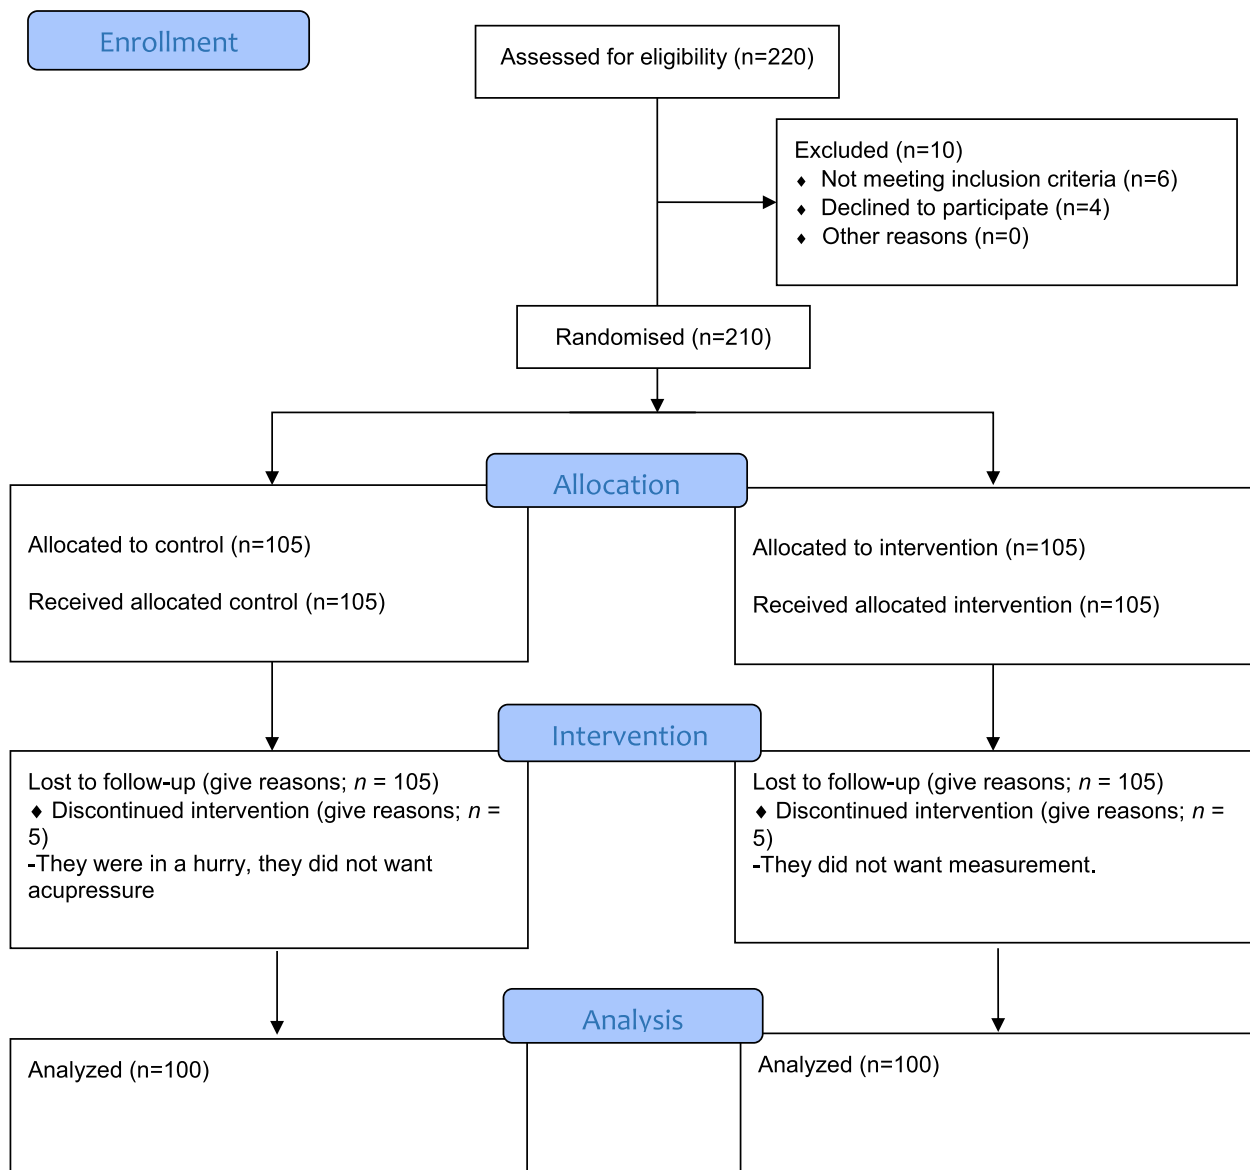 Enrollment
Assessed for eligibility (n=220)
Excluded (n=10)
♦ Not meeting inclusion criteria (n=6)
♦ Declined to participate (n=4)
♦ Other reasons (n=0)
Randomised (n=210)
Allocation
Allocated to control (n=105)
Received allocated control (n=105)
Allocated to intervention (n=105)
Received allocated intervention (n=105)
Intervention
Lost to follow-up (give reasons; n = 105)
♦ Discontinued intervention (give reasons; n =
5)
-They were in a hurry, they did not want
acupressure
Lost to follow-up (give reasons; n = 105)
♦ Discontinued intervention (give reasons; n =
5)
-They did not want measurement.
Analysis
Analyzed (n=100)
Analyzed (n=100)